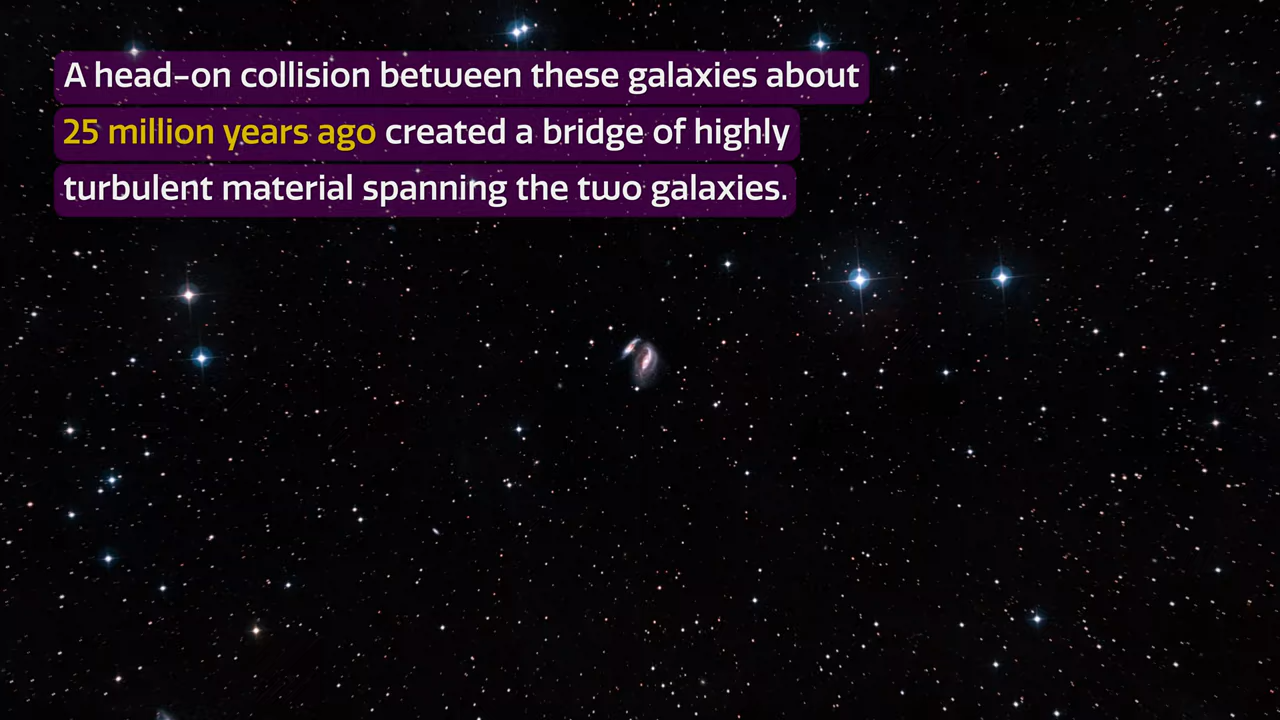 A head-on collision between these galaxies about
25 million years ago created a bridge of highly
turbulent material spanning the two galaxies.